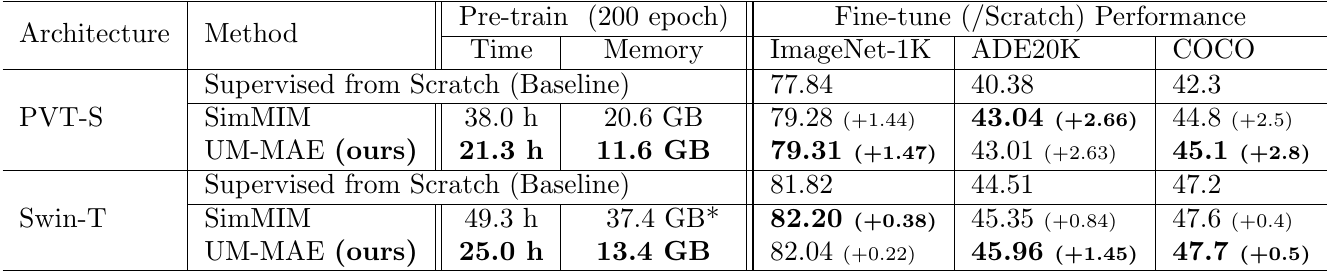 Architecture Method Pre-train (200 epoch) Fine-tune (/Scratch) Performance
Time Memory ImageNet-1K ADE20K COCO
PVT-S Supervised from Scratch (Baseline) 77.84 40.38 42.3
SimMIM 38.0 h 20.6 GB 79.28 (+1.44) 43.04 (+2.66) 44.8 (+2.5)
UM-MAE (ours) 21.3 h 11.6 GB 79.31 (+1.47) 43.01 (+2.63) 45.1 (+2.8)
Swin-T Supervised from Scratch (Baseline) 81.82 44.51 47.2
SimMIM 49.3 h 37.4 GB* 82.20 (+0.38) 45.35 (+0.84) 47.6 (+0.4)
UM-MAE (ours) 25.0 h 13.4 GB 82.04 (+0.22) 45.96 (+1.45) 47.7 (+0.5)